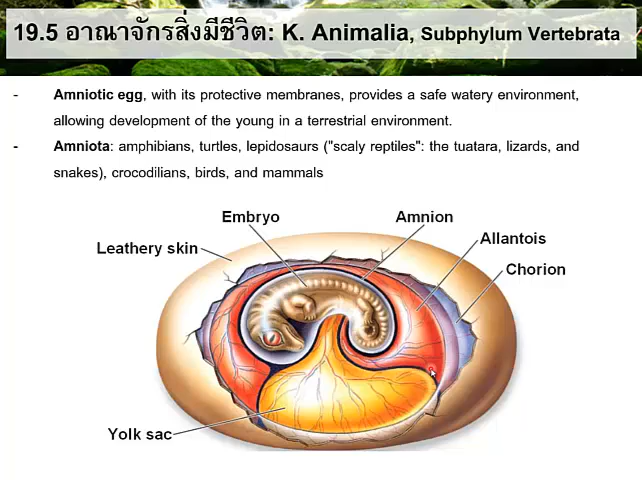 19.5 อาณาจักรสิ่งมีชีวิต: K. Animalia, Subphylum Vertebrata
- Amniotic egg, with its protective membranes, provides a safe watery environment,
allowing development of the young in a terrestrial environment.
- Amniota: amphibians, turtles, lepidosaurs ("scaly reptiles": the tuatara, lizards, and
snakes), crocodilians, birds, and mammals
Embryo
Amnion
Leathery skin
Allantois
Chorion
Yolk sac